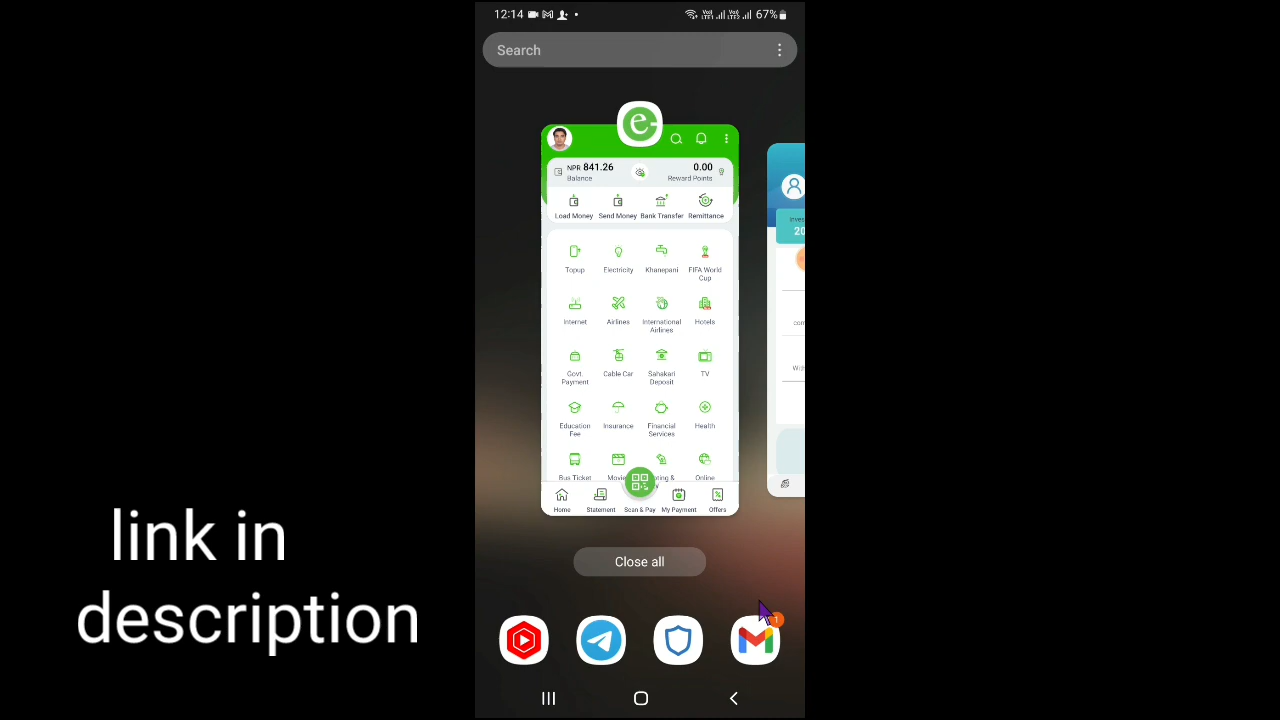 12:14
67%
Search
e
NPR 841.26
0.00
Balance
Reward Points
Load Money
Send Money
Bank Transfer
Remittance
Topup
Electricity
Khanepani
FIFA World
Cup
Internet
Airlines
International
Airlines
Hotels
Govt.
Payment
Cable Car
Sahakari
Deposit
TV
Education
Fee
Insurance
Financial
Services
Health
Bus Ticket
Online
Home
Statement
Scan & Pay
My Payment
Offers
20
Close all
1
link in
description